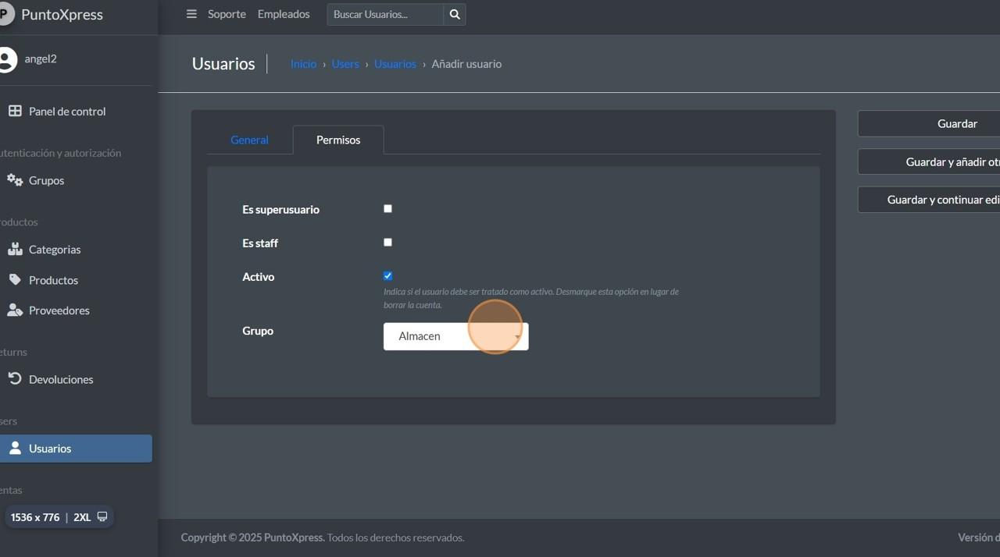 P PuntoXpress
Soporte Empleados Buscar Usuarios...
angel2
Usuarios Inicio › Users › Usuarios › Añadir usuario
Panel de control
utenticación y autorización
Grupos
roductos
Categorias
Productos
Proveedores
eturns
Devoluciones
sers
Usuarios
entas
1536 x 776 | 2XL
General Permisos
Es superusuario
Es staff
Activo
Indica si el usuario debe ser tratado como activo. Desmarque esta opción en lugar de
borrar la cuenta.
Grupo Almacen
Guardar
Guardar y añadir otr
Guardar y continuar edi
Copyright © 2025 PuntoXpress. Todos los derechos reservados.
Versión d